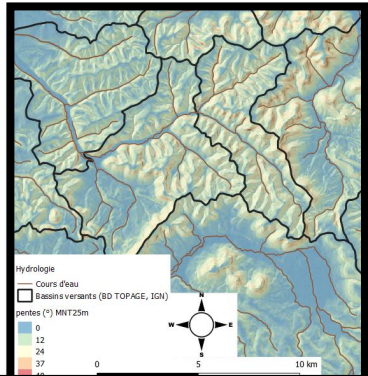 Hydrologie
Cours d'eau
Bassins versants (BD TOPAGE, IGN)
pentes (°) MNT25m
0
12
24
37
N
W E
S
0 5 10 km